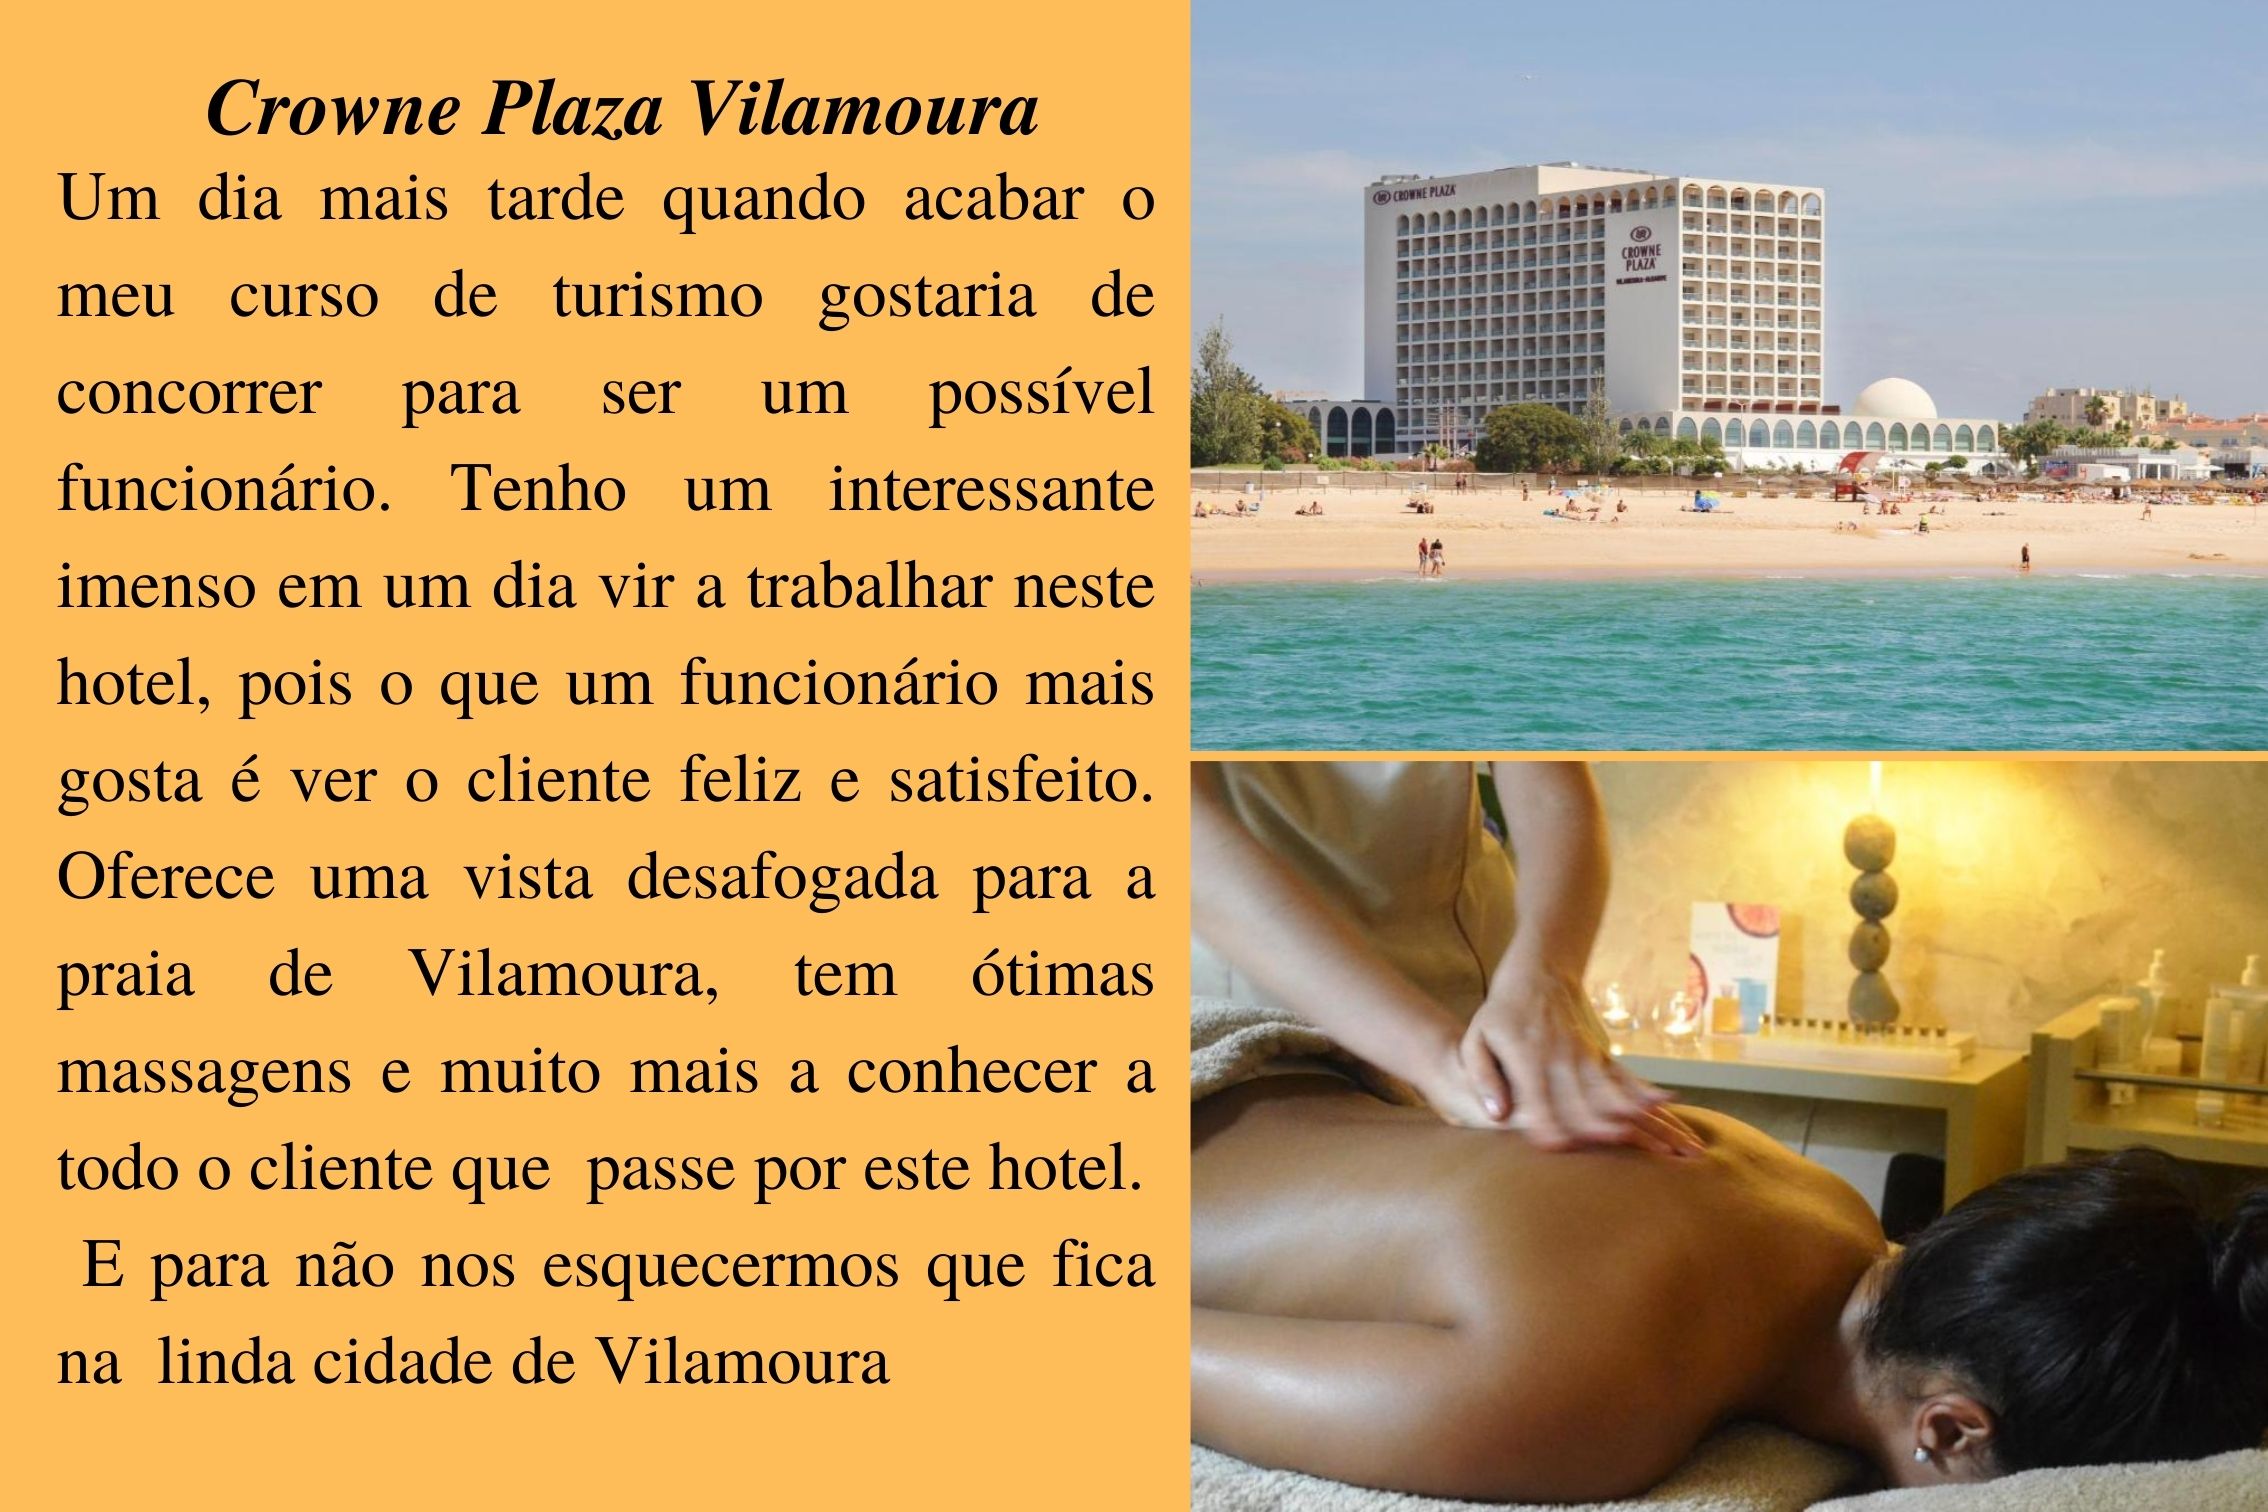 Crowne Plaza Vilamoura
Um dia mais tarde quando acabar o
meu curso de turismo gostaria de
concorrer para ser um possível
funcionário. Tenho um interessante
imenso em um dia vir a trabalhar neste
hotel, pois o que um funcionário mais
gosta é ver o cliente feliz e satisfeito.
Oferece uma vista desafogada para a
praia de Vilamoura, tem ótimas
massagens e muito mais a conhecer a
todo o cliente que  passe por este hotel.
E para não nos esquecermos que fica
na  linda cidade de Vilamoura
CROWNE PLAZA
CROWNE
PLAZA